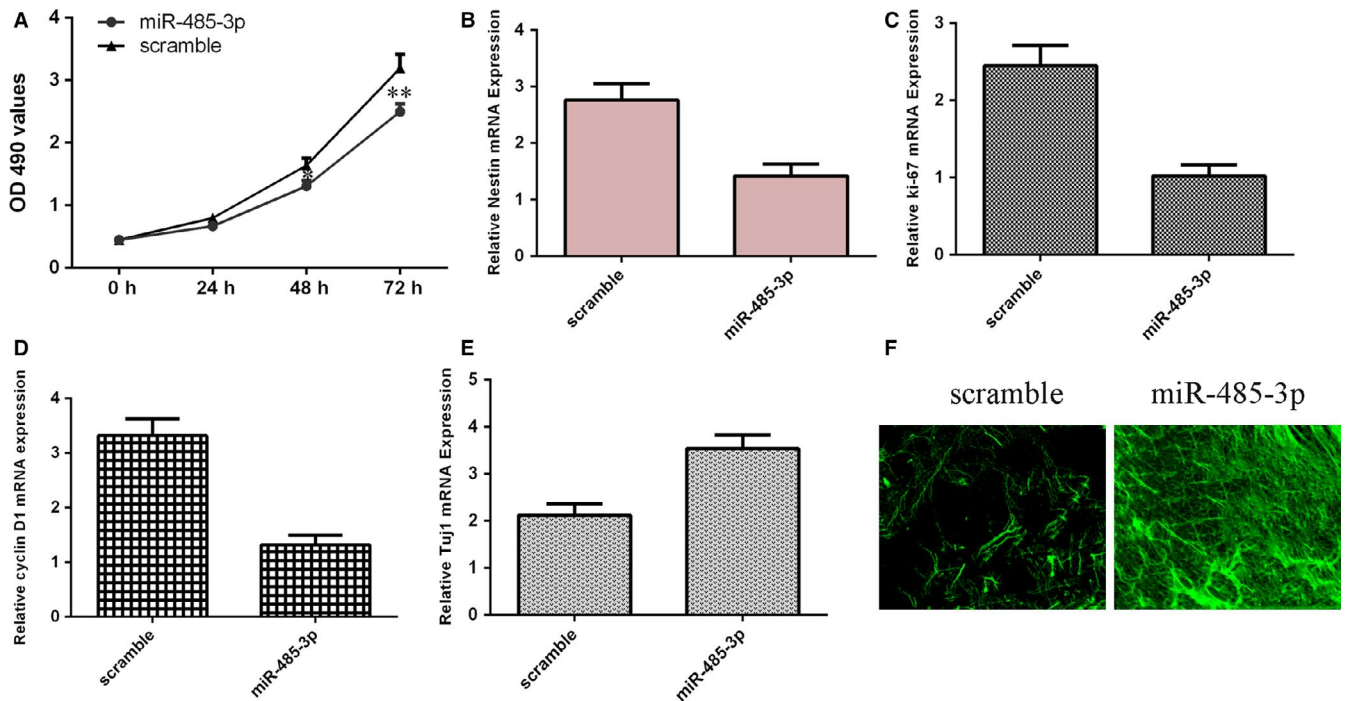 A
miR-485-3p
scramble
OD 490 values
4
3
2
1
0
**
*
0 h 24 h 48 h 72 h
B
Relative Nestin mRNA Expression
4
3
2
1
0
scramble
miR-485-3p
C
Relative ki-67 mRNA Expression
3
2
1
0
scramble
miR-485-3p
D
Relative cyclin D1 mRNA expression
4
3
2
1
0
scramble
miR-485-3p
E
Relative Tuj1 mRNA Expression
5
4
3
2
1
0
scramble
miR-485-3p
F
scramble miR-485-3p